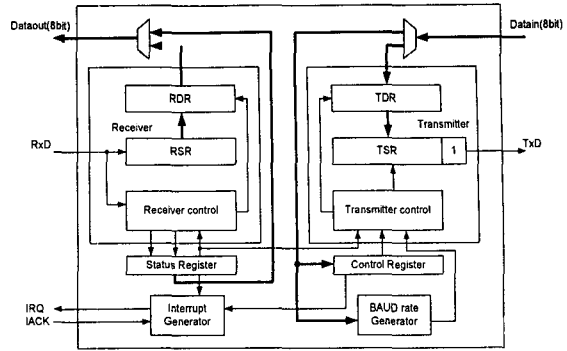 Dataout(8bit)
Datain(8bit)
RDR
TDR
Receiver
Transmitter
RxD
RSR
TSR
1
TxD
Receiver control
Transmitter control
Status Register
Control Register
IRQ
IACK
Interrupt
Generator
BAUD rate
Generator